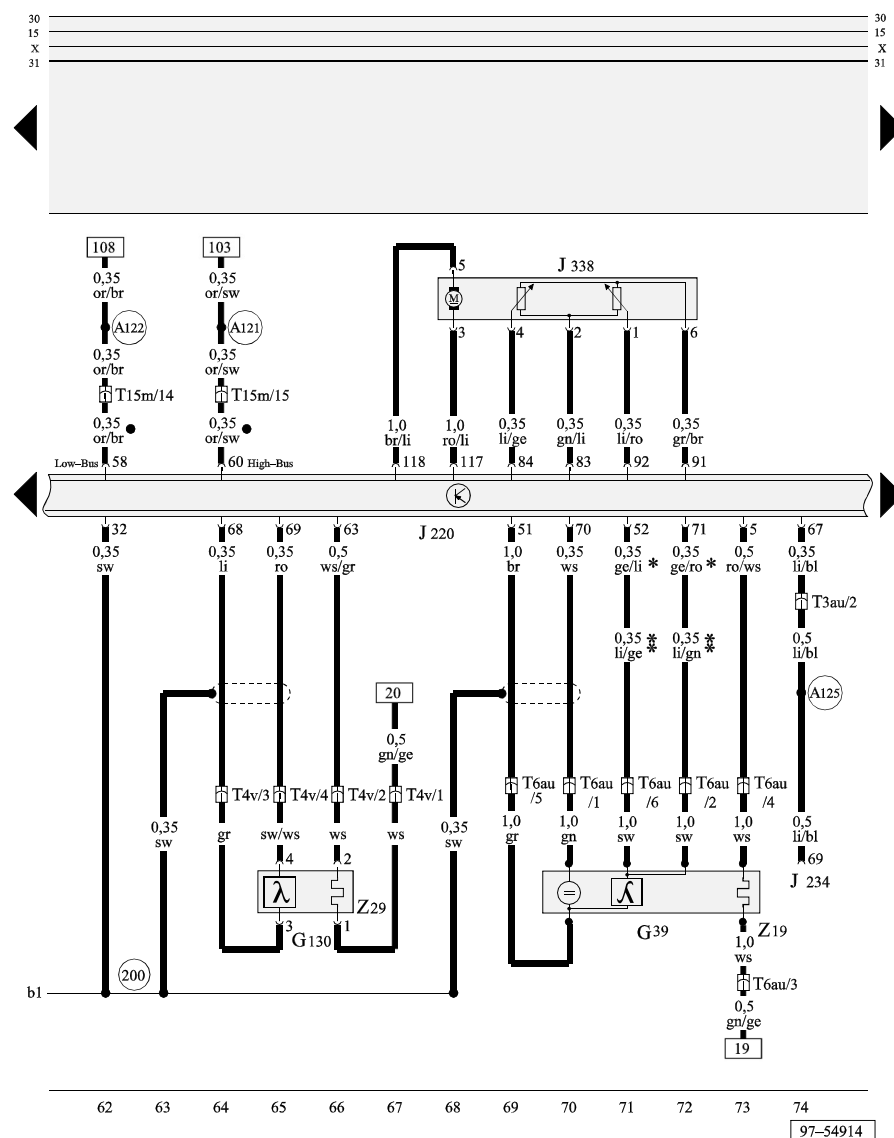 30 30
15 15
X X
31 31
108 103
0,35 0,35
or/br or/sw
5 J 338
M
A122 A121
3 4 2 1 6
0,35 0,35
or/br or/sw
T15m/14 T15m/15
0,35 0,35 1,0 1,0 0,35 0,35 0,35 0,35
or/br or/sw br/li ro/li li/ge gn/li li/ro gr/br
Low–Bus 58 60 High–Bus 118 117 84 83 92 91
32 68 69 63 J 220 51 70 52 71 5 67
0,35 0,35 0,35 0,5 1,0 0,35 0,35 0,35 0,5 0,35
sw li ro ws/gr br ws ge/li * ge/ro * ro/ws li/bl
T3au/2
0,35 ** 0,35 ** 0,5
li/ge li/gn li/bl
20 A125
0,5
gn/ge
T4v/3 T4v/4 T4v/2 T4v/1 T6au/5 T6au/1 T6au/6 T6au/2 T6au/4
0,35 0,35 1,0 1,0 1,0 1,0 1,0 0,5
sw gr sw/ws ws ws sw gr gn sw sw ws li/bl
4 2 69
J 234
λ = λ
Z29
3 1
G130 G39 Z19
1,0
ws
200 T6au/3
b1
0,5
gn/ge
19
62 63 64 65 66 67 68 69 70 71 72 73 74
97–54914